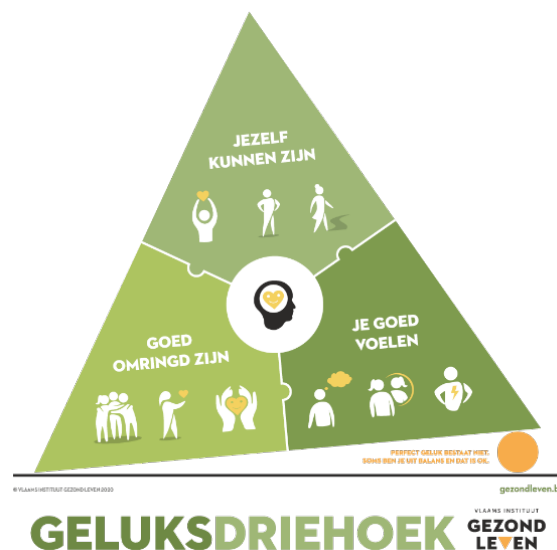 JEZELF
KUNNEN ZIJN
GOED
OMRINGD ZIJN
JE GOED
VOELEN
PERFECT GELUK BESTAAT NIET.
SOMS BEN JE UIT BALANS EN DAT IS OK.
© VLAAMS INSTITUUT GEZOND LEVEN 2020
gezondleven.b
GELUKSDRIEHOEK
VLAAMS INSTITUUT
GEZOND
LEVEN